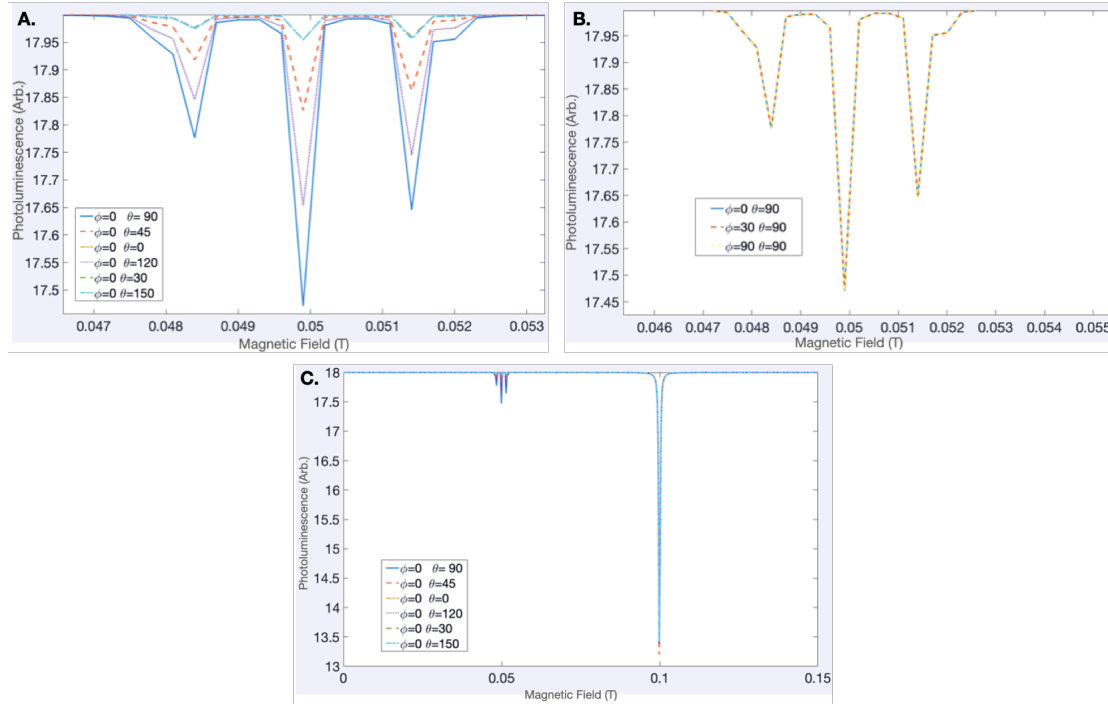 A.
17.95
17.9
17.85
17.8
17.75
17.7
17.65
17.6
17.55
17.5
Photoluminescence (Arb.)
ϕ=0 θ= 90
ϕ=0 θ=45
ϕ=0 θ=0
ϕ=0 θ=120
ϕ=0 θ=30
ϕ=0 θ=150
0.047 0.048 0.049 0.05 0.051 0.052 0.053
Magnetic Field (T)
B.
17.95
17.9
17.85
17.8
17.75
17.7
17.65
17.6
17.55
17.5
17.45
Photoluminescence (Arb.)
ϕ=0 θ=90
ϕ=30 θ=90
ϕ=90 θ=90
0.046 0.047 0.048 0.049 0.05 0.051 0.052 0.053 0.054 0.055
Magnetic Field (T)
C.
18
17.5
17
16.5
16
15.5
15
14.5
14
13.5
13
Photoluminescence (Arb.)
ϕ=0 θ= 90
ϕ=0 θ=45
ϕ=0 θ=0
ϕ=0 θ=120
ϕ=0 θ=30
ϕ=0 θ=150
0 0.05 0.1 0.15
Magnetic Field (T)